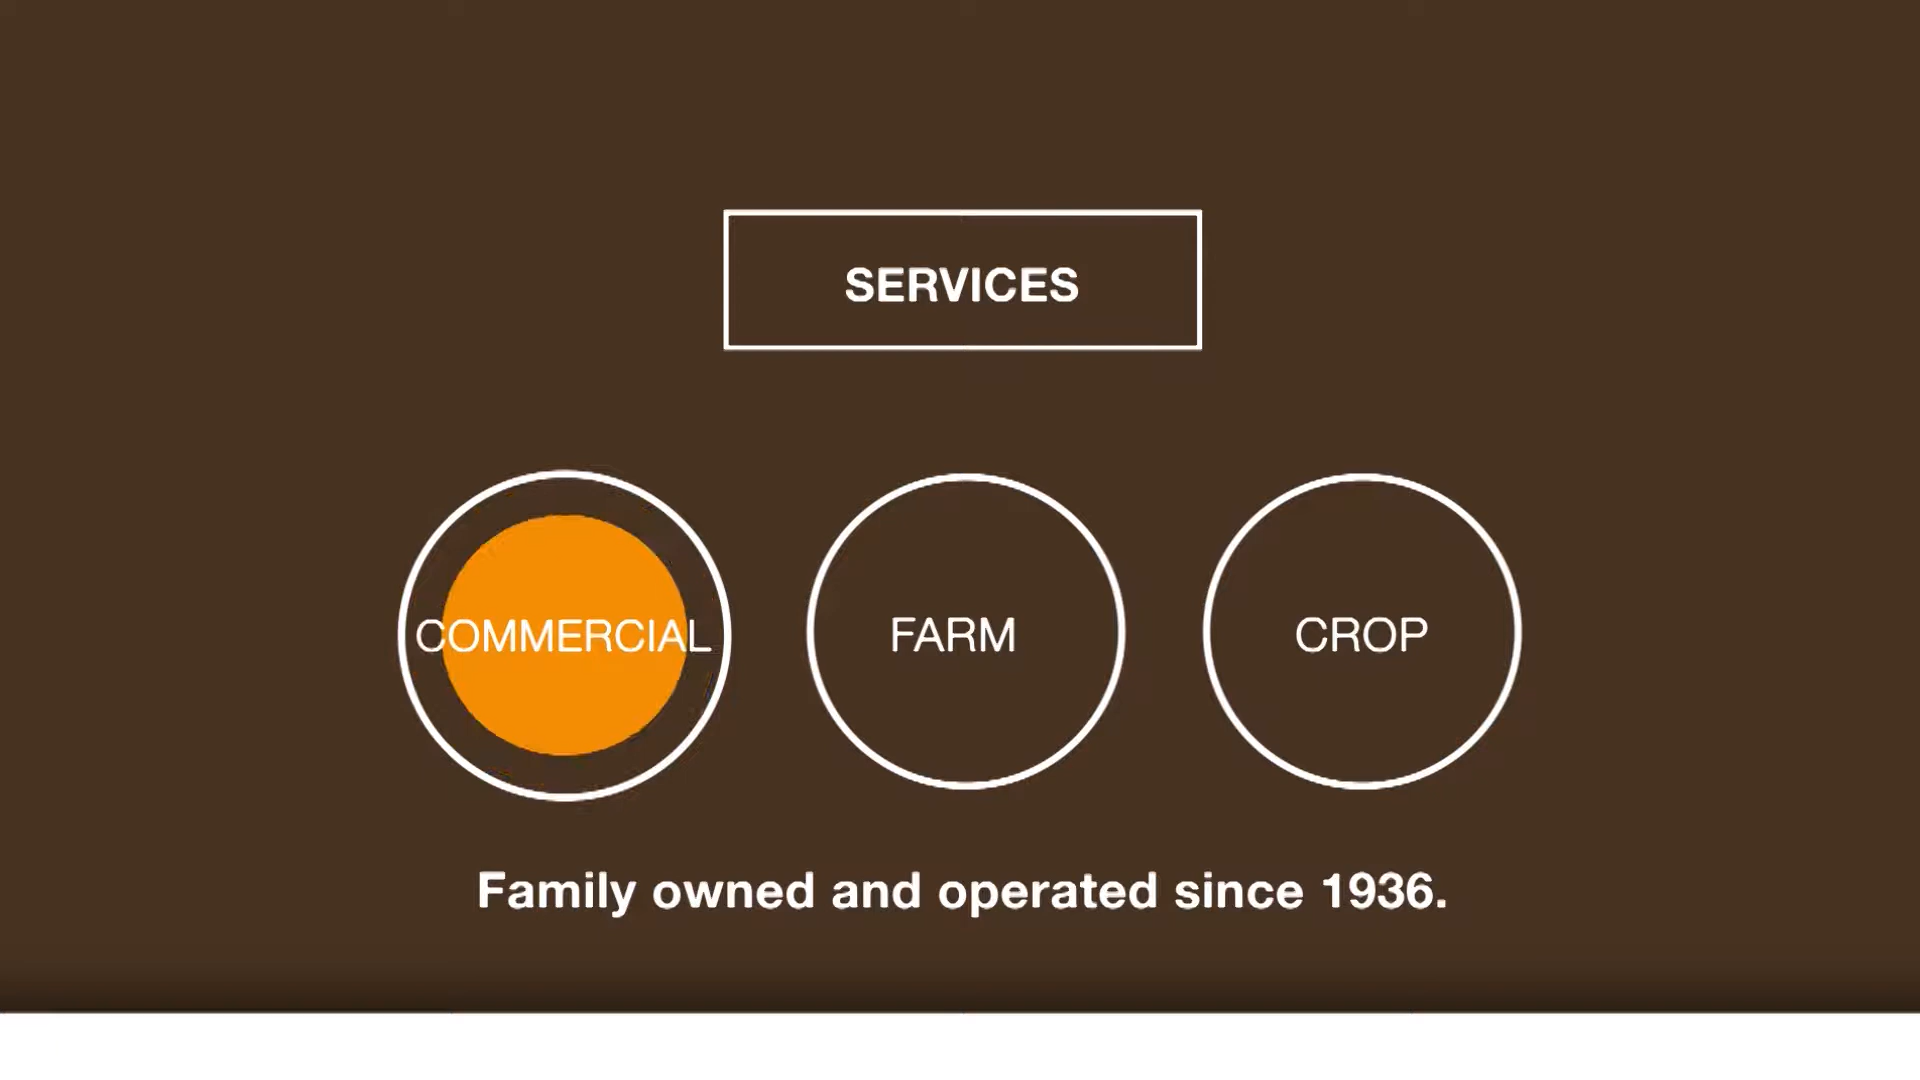 SERVICES
COMMERCIAL
FARM
CROP
Family owned and operated since 1936.